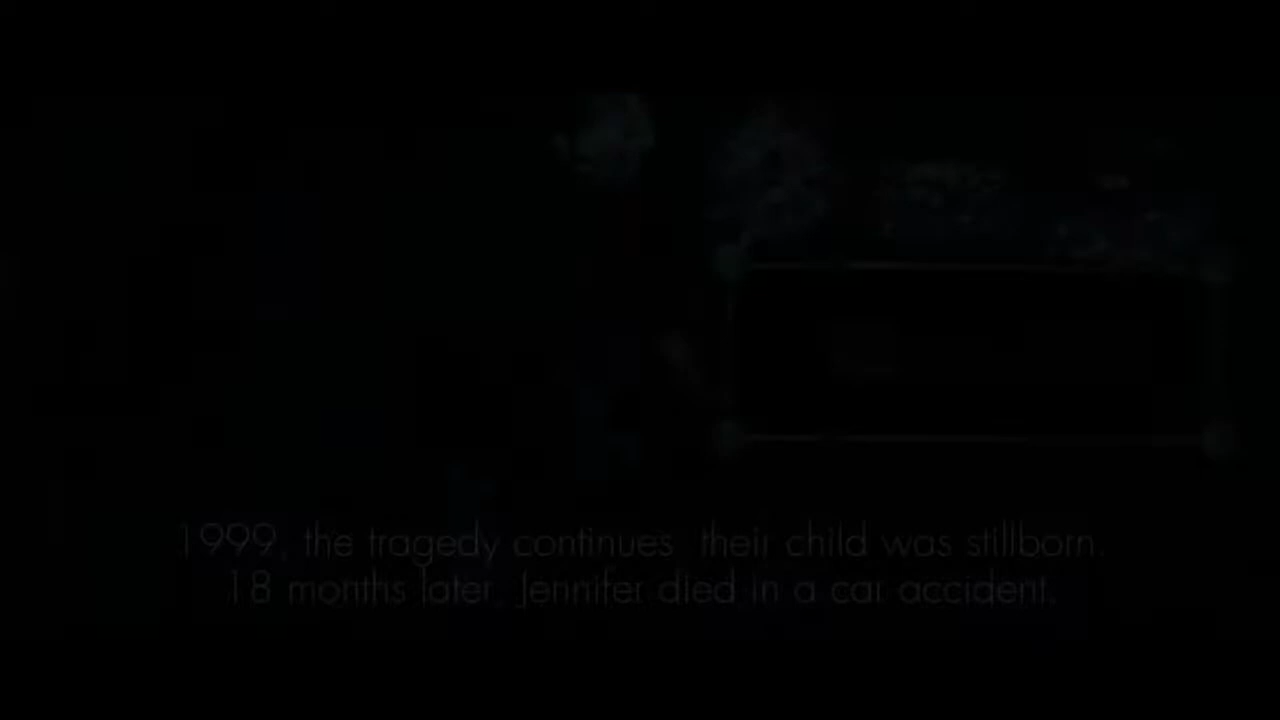 1999, the tragedy continues, their child was stillborn.
18 months later, Jennifer died in a car accident.